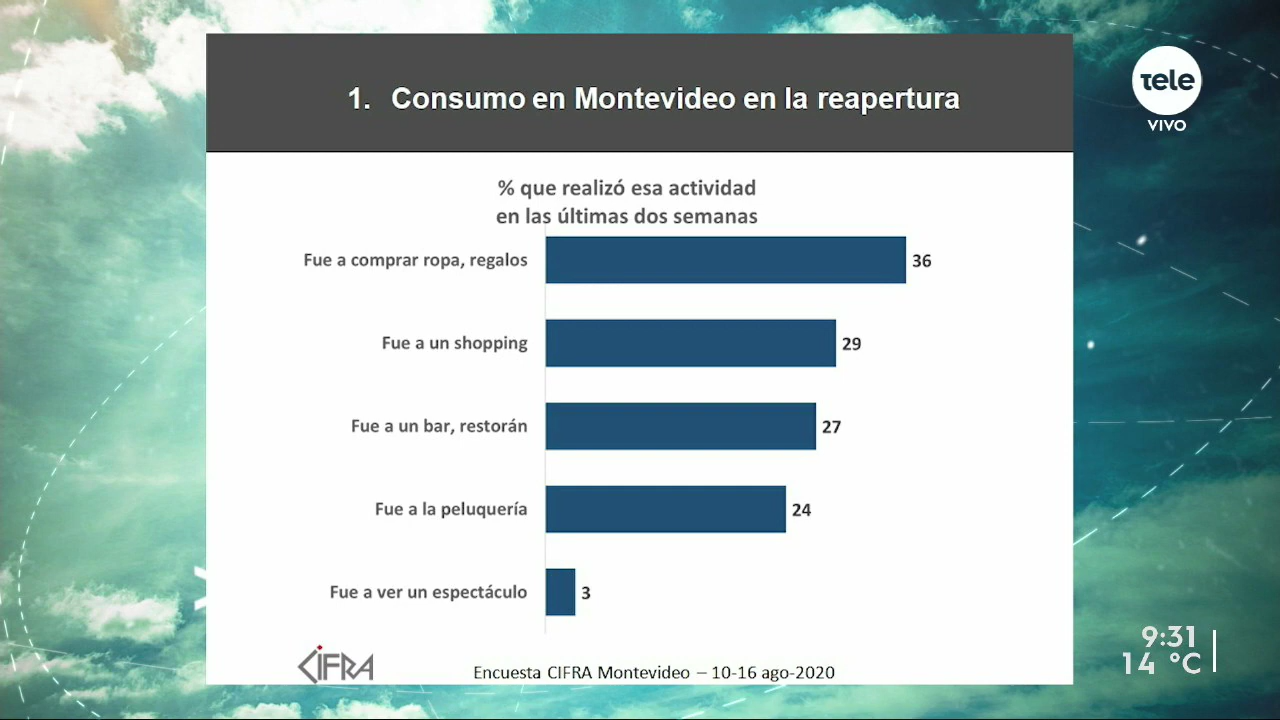 1. Consumo en Montevideo en la reapertura
tele
VIVO
% que realizó esa actividad
en las últimas dos semanas
Fue a comprar ropa, regalos 36
Fue a un shopping 29
Fue a un bar, restorán 27
Fue a la peluquería 24
Fue a ver un espectáculo 3
CIFRA
Encuesta CIFRA Montevideo – 10-16 ago-2020
9:31
14 °C